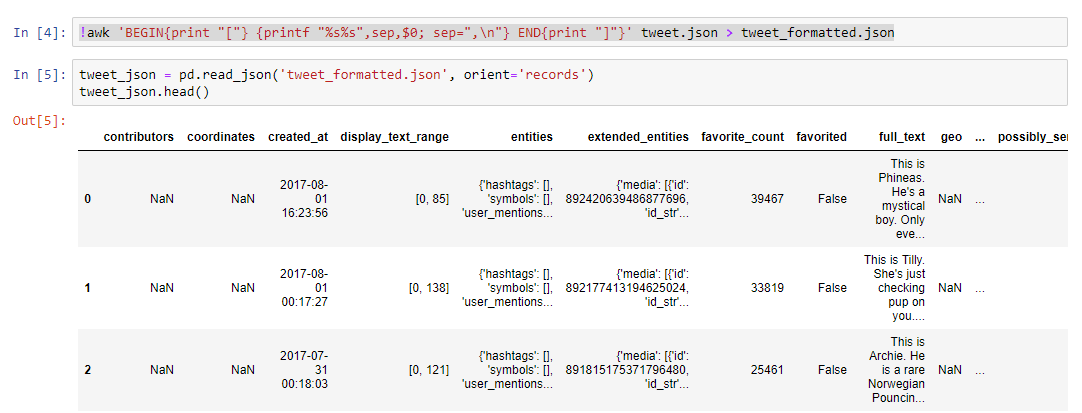 In [4]: !awk 'BEGIN{print "["} {printf "%s%s",sep,$0; sep=",\n"} END{print "]"}' tweet.json > tweet_formatted.json
In [5]: tweet_json = pd.read_json('tweet_formatted.json', orient='records')
tweet_json.head()
Out[5]:
contributors coordinates created_at display_text_range entities extended_entities favorite_count favorited full_text geo ... possibly_se
0 NaN NaN 2017-08-01 16:23:56 [0, 85] {'hashtags': [], 'symbols': [], 'user_mentions... {'media': [{'id': 892420639486877696, 'id_str'... 39467 False This is Phineas. He's a mystical boy. Only eve... NaN ...
1 NaN NaN 2017-08-01 00:17:27 [0, 138] {'hashtags': [], 'symbols': [], 'user_mentions... {'media': [{'id': 892177413194625024, 'id_str'... 33819 False This is Tilly. She's just checking pup on you.... NaN ...
2 NaN NaN 2017-07-31 00:18:03 [0, 121] {'hashtags': [], 'symbols': [], 'user_mentions... {'media': [{'id': 891815175371796480, 'id_str'... 25461 False This is Archie. He is a rare Norwegian Pouncin... NaN ...